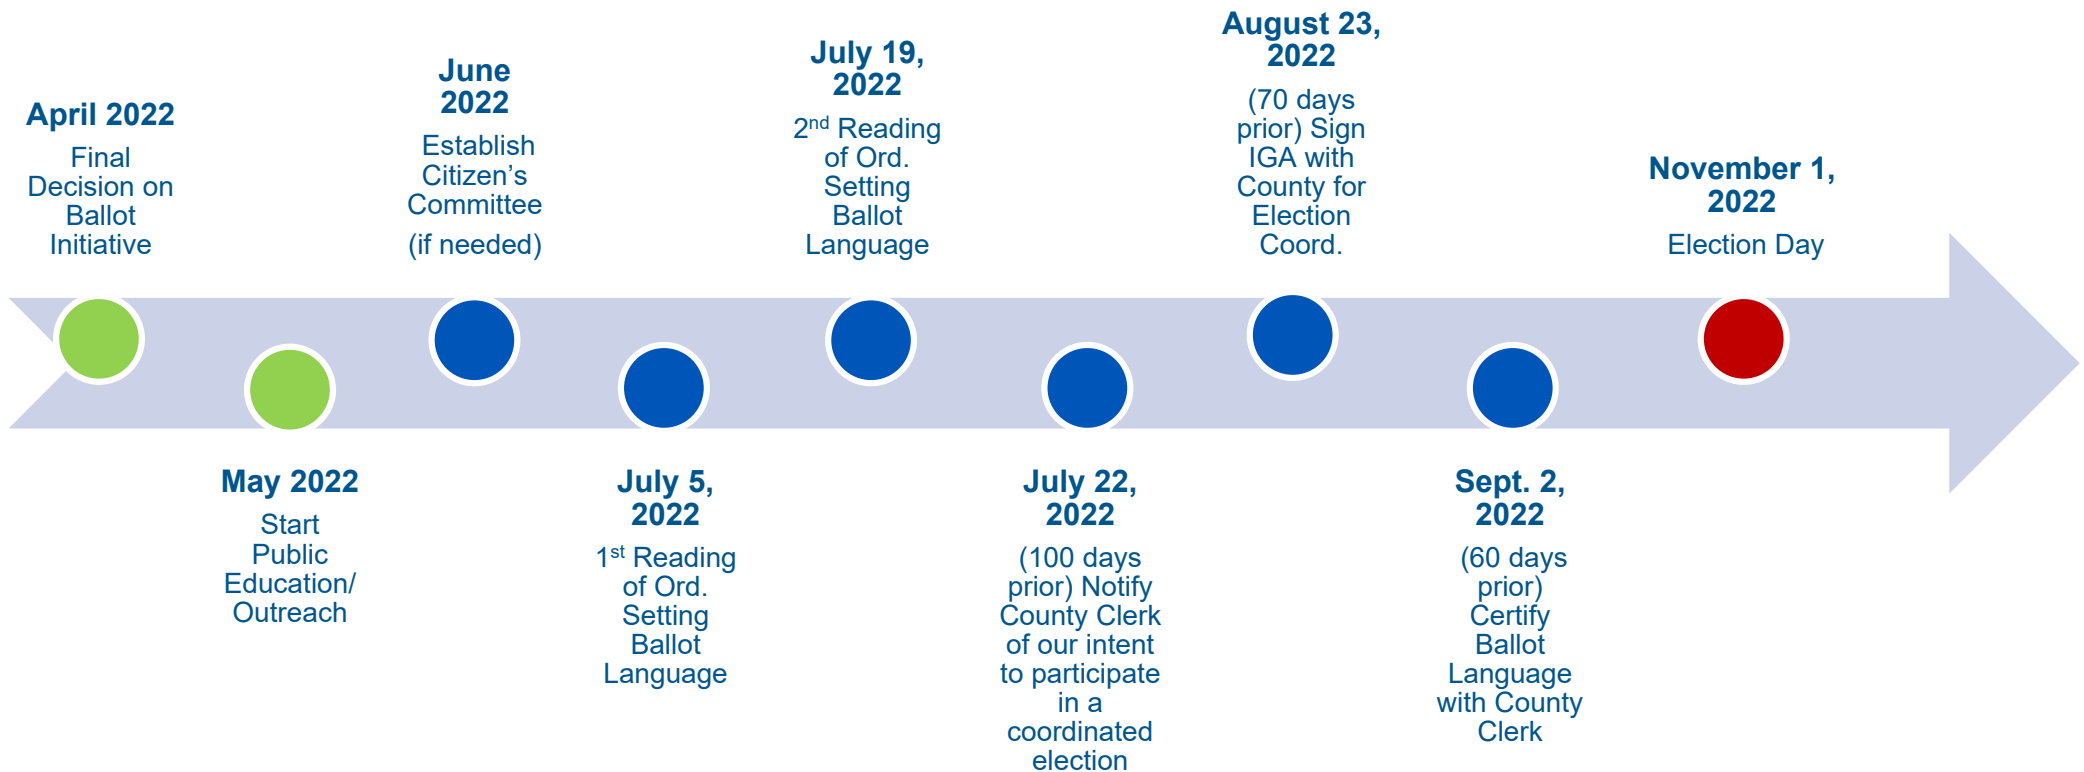 April 2022
Final
Decision on
Ballot
Initiative
May 2022
Start
Public
Education/
Outreach
June
2022
Establish
Citizen’s
Committee
(if needed)
July 5,
2022
1st Reading
of Ord.
Setting
Ballot
Language
July 19,
2022
2nd Reading
of Ord.
Setting
Ballot
Language
July 22,
2022
(100 days
prior) Notify
County Clerk
of our intent
to participate
in a
coordinated
election
August 23,
2022
(70 days
prior) Sign
IGA with
County for
Election
Coord.
Sept. 2,
2022
(60 days
prior)
Certify
Ballot
Language
with County
Clerk
November 1,
2022
Election Day